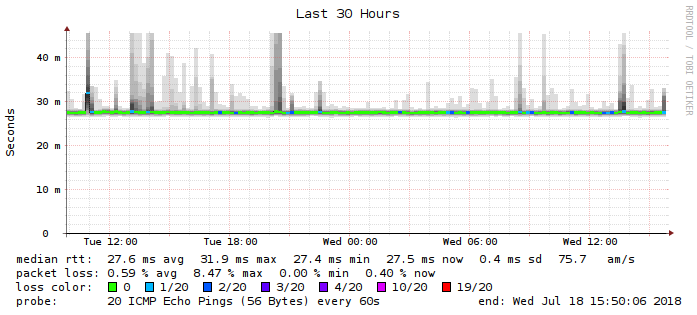 Last 30 Hours
RRDTOOL / TOBI OETIKER
Seconds
40 m
30 m
20 m
10 m
0
Tue 12:00 Tue 18:00 Wed 00:00 Wed 06:00 Wed 12:00
median rtt: 27.6 ms avg 31.9 ms max 27.4 ms min 27.5 ms now 0.4 ms sd 75.7 am/s
packet loss: 0.59 % avg 8.47 % max 0.00 % min 0.40 % now
loss color: 0 1/20 2/20 3/20 4/20 10/20 19/20
probe: 20 ICMP Echo Pings (56 Bytes) every 60s end: Wed Jul 18 15:50:06 2018